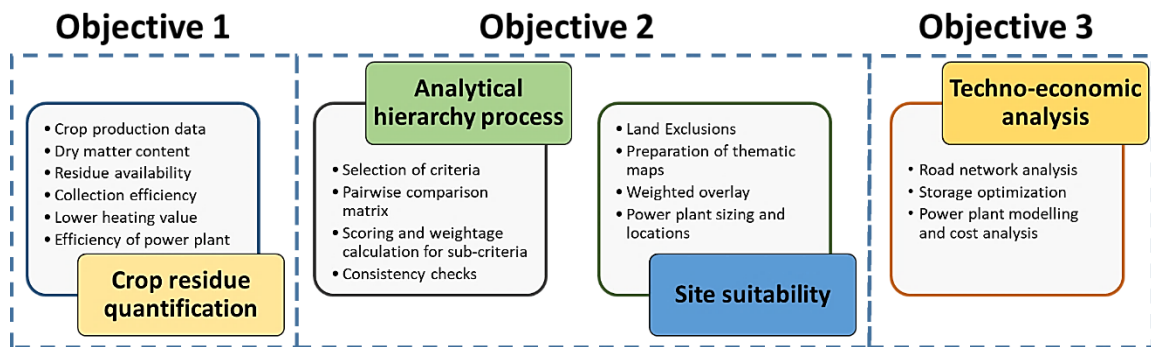 Objective 1
Objective 2
Objective 3
• Crop production data
• Dry matter content
• Residue availability
• Collection efficiency
• Lower heating value
• Efficiency of power plant
Crop residue
quantification
Analytical
hierarchy process
• Selection of criteria
• Pairwise comparison
matrix
• Scoring and weightage
calculation for sub-criteria
• Consistency checks
• Land Exclusions
• Preparation of thematic
maps
• Weighted overlay
• Power plant sizing and
locations
Site suitability
Techno-economic
analysis
• Road network analysis
• Storage optimization
• Power plant modelling
and cost analysis